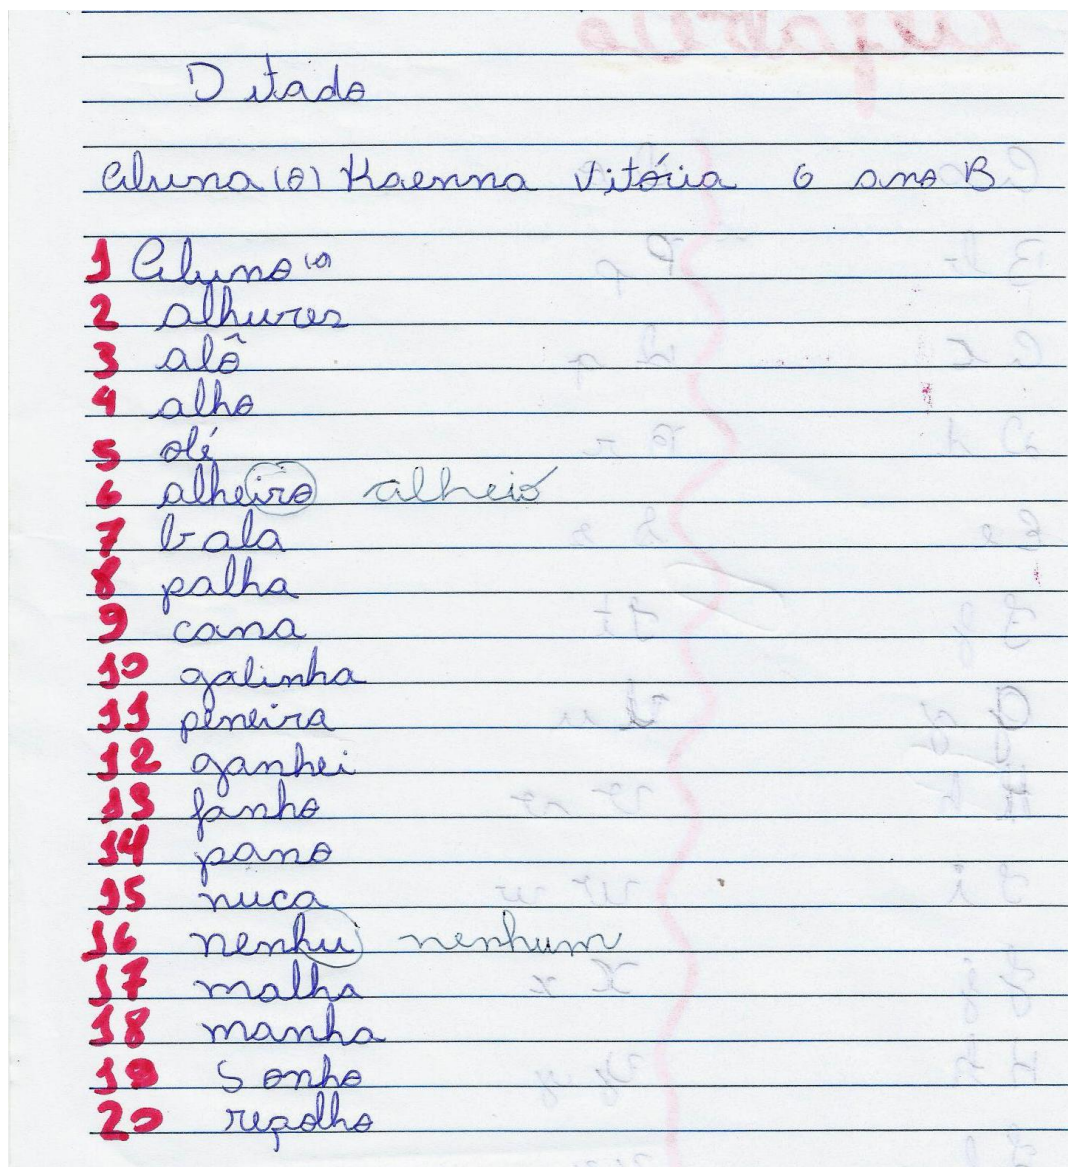 Ditado
Aluna(o) Kaenna Vitória 6 ano B
1 Aluno(a)
2 alhures
3 alô
4 alho
5 olé
6 alheiro alheio
7 bala
8 palha
9 cana
10 galinha
11 peneira
12 ganhei
13 fanho
14 pano
15 nuca
16 nenhu nenhum
17 malha
18 manha
19 Sonho
20 repolho